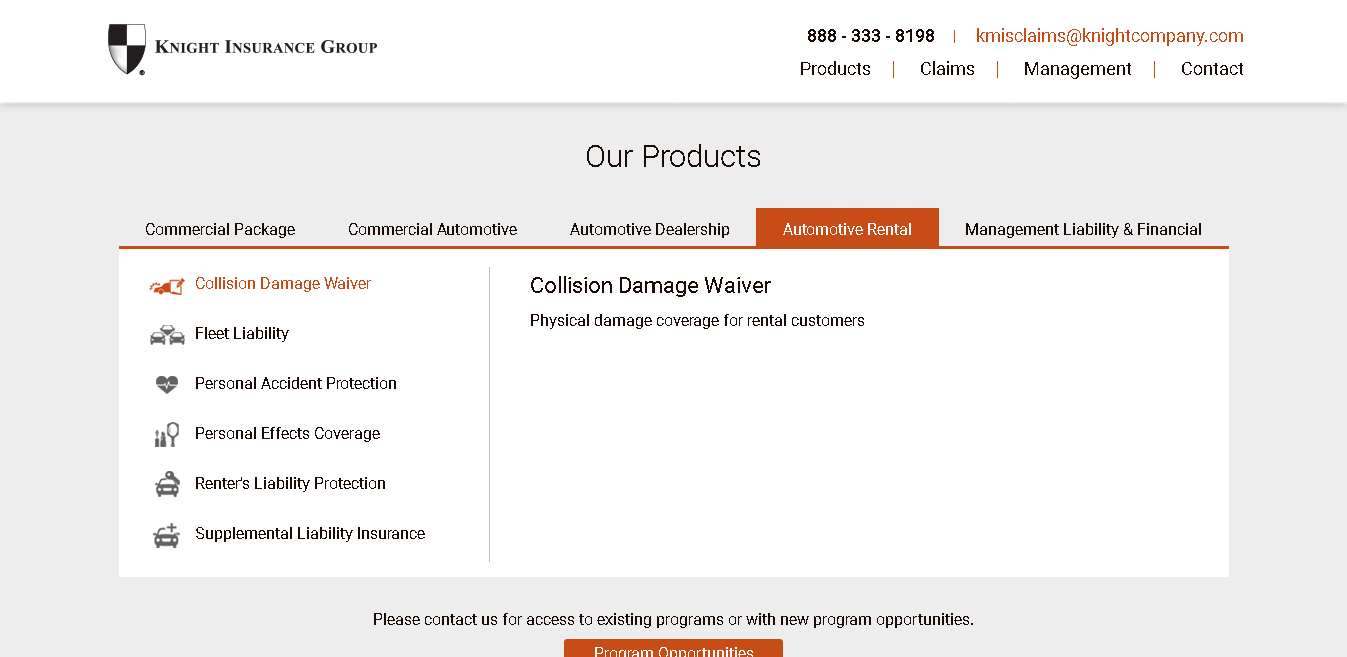 KNIGHT INSURANCE GROUP
888 - 333 - 8198 | kmisclaims@knightcompany.com
Products | Claims | Management | Contact
Our Products
Commercial Package Commercial Automotive Automotive Dealership Automotive Rental Management Liability & Financial
Collision Damage Waiver
Fleet Liability
Personal Accident Protection
Personal Effects Coverage
Renter's Liability Protection
Supplemental Liability Insurance
Collision Damage Waiver
Physical damage coverage for rental customers
Please contact us for access to existing programs or with new program opportunities.
Program Opportunities